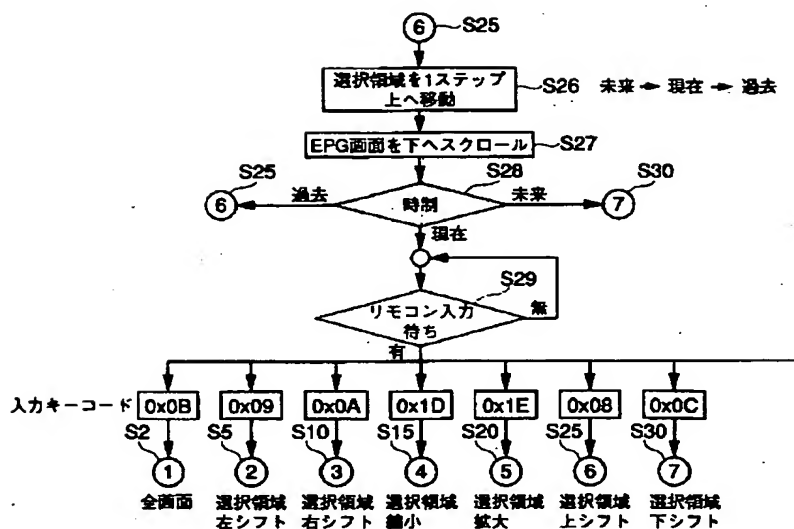 6 S25
選択領域を1ステップ
上へ移動
S26 未来 → 現在 → 過去
EPG画面を下へスクロール S27
S25 S28 S30
6 過去 時制 未来 7
現在
S29
リモコン入力
待ち
無
有
入力キーコード 0x0B 0x09 0x0A 0x1D 0x1E 0x08 0x0C
S2 S5 S10 S15 S20 S25 S30
1 2 3 4 5 6 7
全画面 選択領域 選択領域 選択領域 選択領域 選択領域 選択領域
左シフト 右シフト 縮小 拡大 上シフト 下シフト